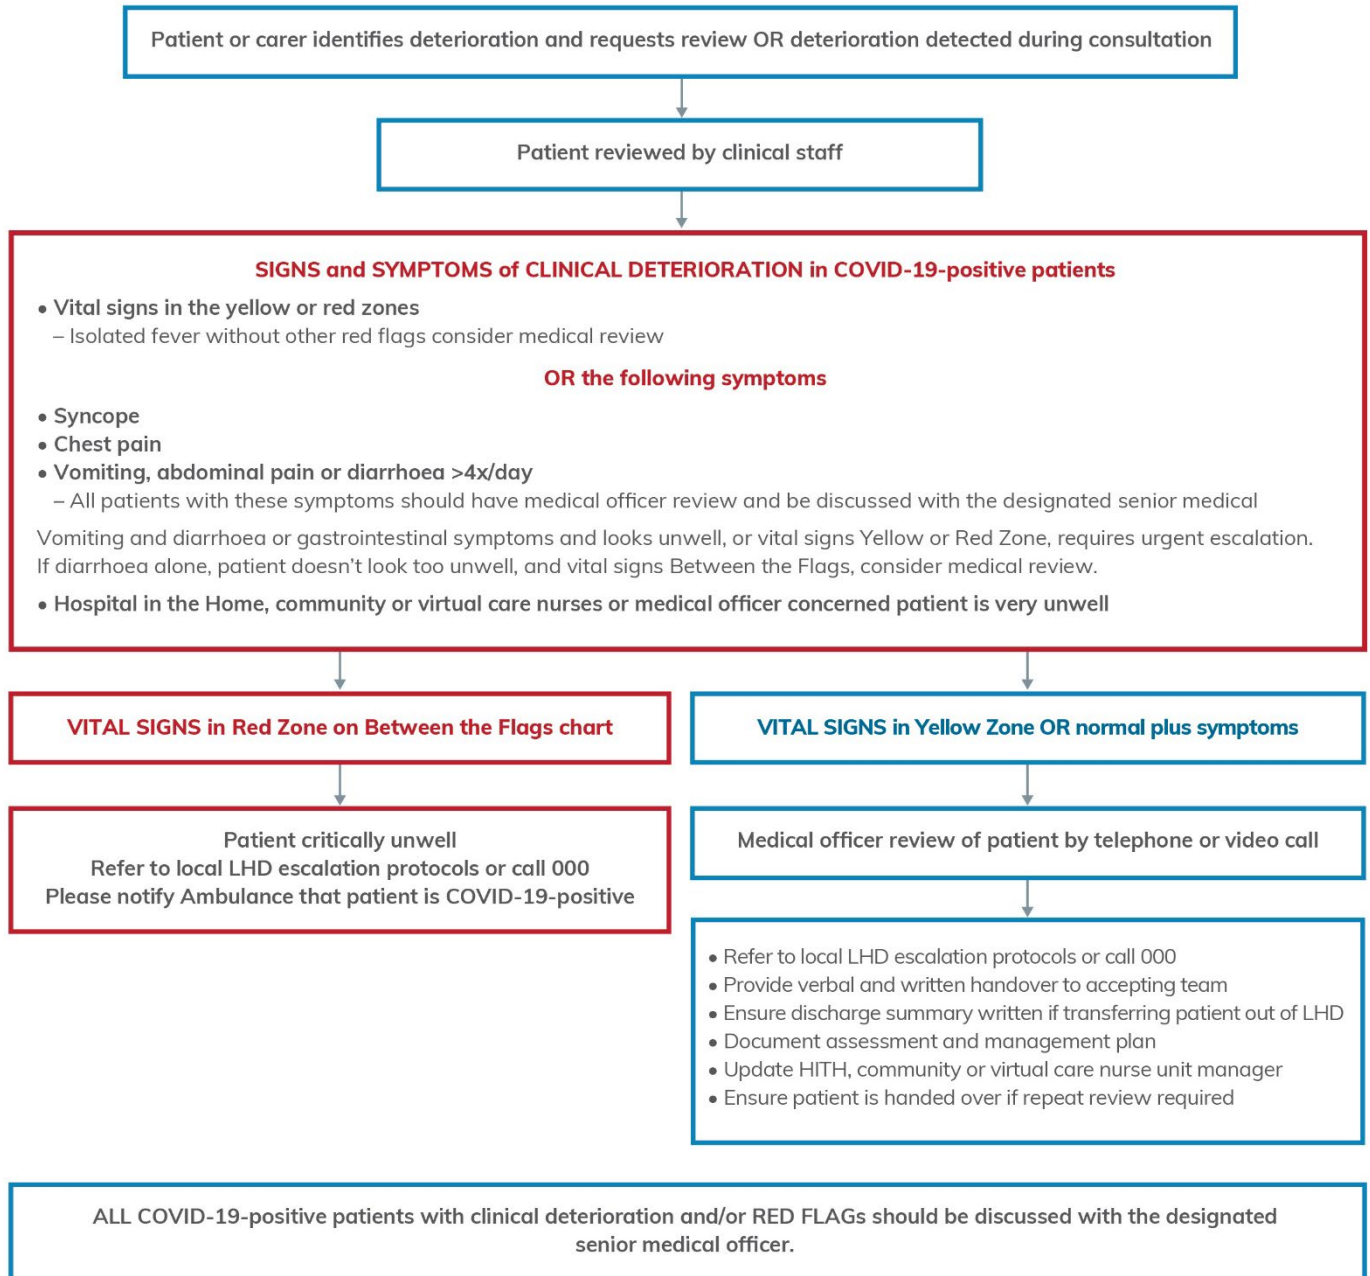 Patient or carer identifies deterioration and requests review OR deterioration detected during consultation
Patient reviewed by clinical staff
SIGNS and SYMPTOMS of CLINICAL DETERIORATION in COVID-19-positive patients
• Vital signs in the yellow or red zones
– Isolated fever without other red flags consider medical review
OR the following symptoms
• Syncope
• Chest pain
• Vomiting, abdominal pain or diarrhoea >4x/day
– All patients with these symptoms should have medical officer review and be discussed with the designated senior medical
Vomiting and diarrhoea or gastrointestinal symptoms and looks unwell, or vital signs Yellow or Red Zone, requires urgent escalation.
If diarrhoea alone, patient doesn’t look too unwell, and vital signs Between the Flags, consider medical review.
• Hospital in the Home, community or virtual care nurses or medical officer concerned patient is very unwell
VITAL SIGNS in Red Zone on Between the Flags chart
Patient critically unwell
Refer to local LHD escalation protocols or call 000
Please notify Ambulance that patient is COVID-19-positive
VITAL SIGNS in Yellow Zone OR normal plus symptoms
Medical officer review of patient by telephone or video call
• Refer to local LHD escalation protocols or call 000
• Provide verbal and written handover to accepting team
• Ensure discharge summary written if transferring patient out of LHD
• Document assessment and management plan
• Update HITH, community or virtual care nurse unit manager
• Ensure patient is handed over if repeat review required
ALL COVID-19-positive patients with clinical deterioration and/or RED FLAGs should be discussed with the designated
senior medical officer.